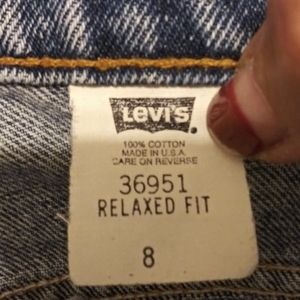 Levi's
100% COTTON
MADE IN U.S.A.
CARE ON REVERSE
36951
RELAXED FIT
8